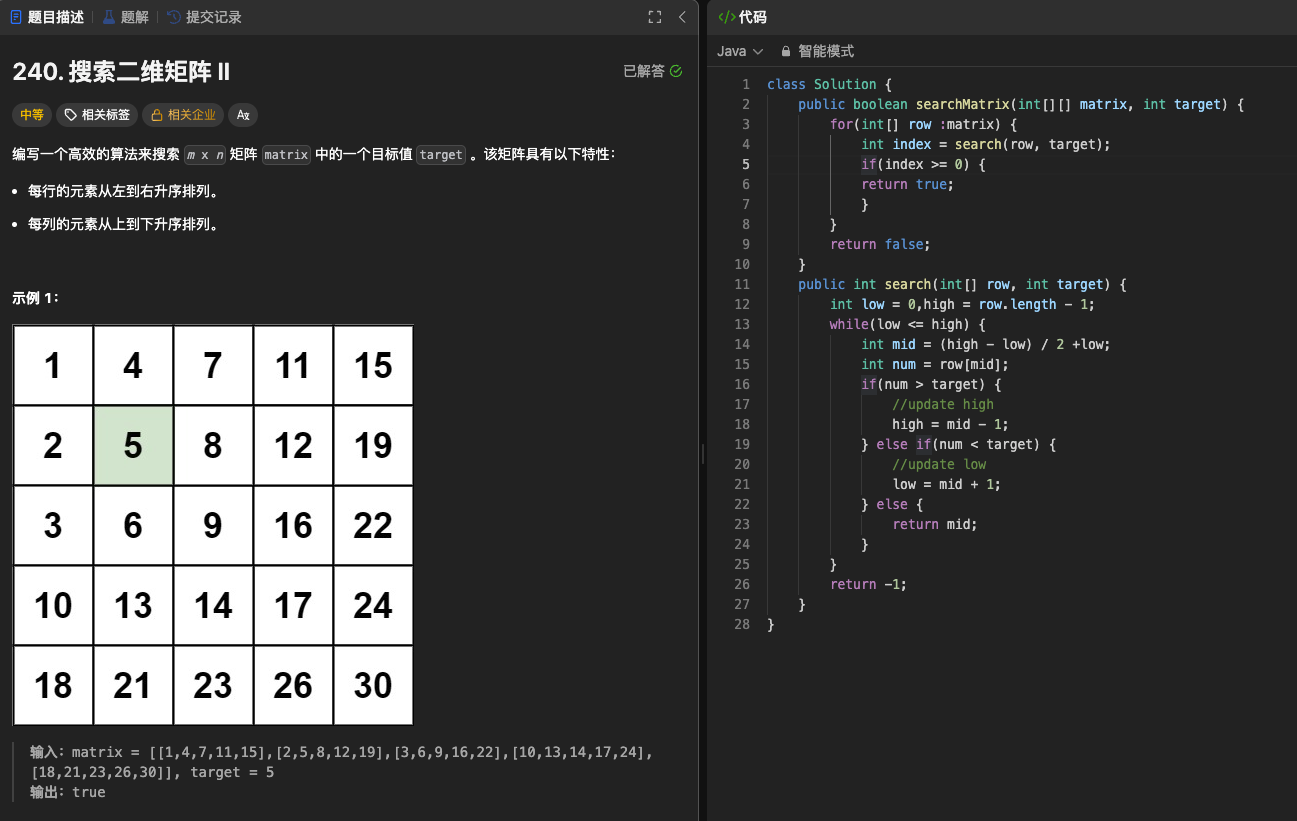 题目描述 | 题解 | 提交记录
240. 搜索二维矩阵 II
已解答
中等 相关标签 相关企业 Ax
编写一个高效的算法来搜索 m x n 矩阵 matrix 中的一个目标值 target 。该矩阵具有以下特性：
• 每行的元素从左到右升序排列。
• 每列的元素从上到下升序排列。
示例 1：
1 4 7 11 15
2 5 8 12 19
3 6 9 16 22
10 13 14 17 24
18 21 23 26 30
输入：matrix = [[1,4,7,11,15],[2,5,8,12,19],[3,6,9,16,22],[10,13,14,17,24],
[18,21,23,26,30]], target = 5
输出：true
</> 代码
Java 智能模式
1 class Solution {
2     public boolean searchMatrix(int[][] matrix, int target) {
3         for(int[] row :matrix) {
4             int index = search(row, target);
5             if(index >= 0) {
6             return true;
7             }
8         }
9         return false;
10     }
11     public int search(int[] row, int target) {
12         int low = 0,high = row.length - 1;
13         while(low <= high) {
14             int mid = (high - low) / 2 +low;
15             int num = row[mid];
16             if(num > target) {
17                 //update high
18                 high = mid - 1;
19             } else if(num < target) {
20                 //update low
21                 low = mid + 1;
22             } else {
23                 return mid;
24             }
25         }
26         return -1;
27     }
28 }